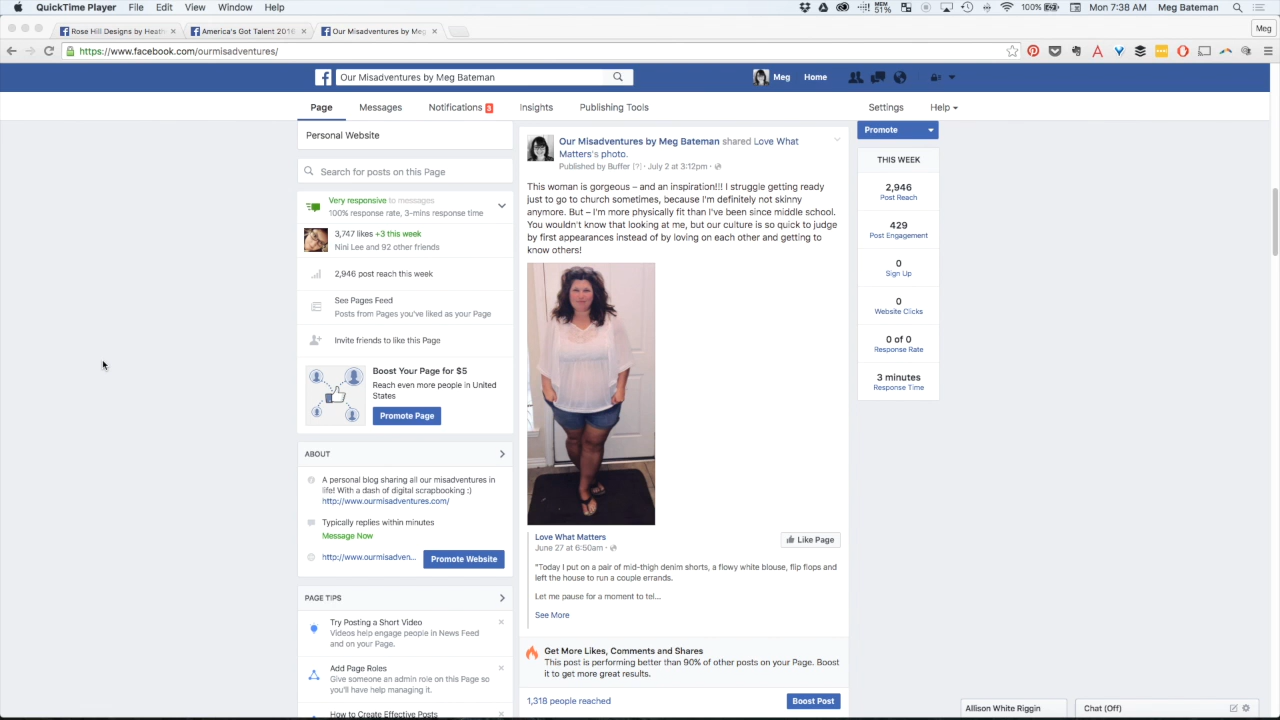 QuickTime Player File Edit View Window Help
MEM 51% 100% Mon 7:38 AM Meg Bateman
Rose Hill Designs by Heath
America's Got Talent 2016
Our Misadventures by Meg
Meg
https://www.facebook.com/ourmisadventures/
Our Misadventures by Meg Bateman
Meg Home
Page Messages Notifications 3 Insights Publishing Tools Settings Help
Personal Website
Search for posts on this Page
Very responsive to messages
100% response rate, 3-mins response time
3,747 likes +3 this week
Nini Lee and 92 other friends
2,946 post reach this week
See Pages Feed
Posts from Pages you've liked as your Page
Invite friends to like this Page
Boost Your Page for $5
Reach even more people in United
States
Promote Page
ABOUT
A personal blog sharing all our misadventures in
life! With a dash of digital scrapbooking :)
http://www.ourmisadventures.com/
Typically replies within minutes
Message Now
http://www.ourmisadven...
Promote Website
PAGE TIPS
Try Posting a Short Video
Videos help engage people in News Feed
and on your Page.
Add Page Roles
Give someone an admin role on this Page so
you'll have help managing it.
How to Create Effective Posts
Our Misadventures by Meg Bateman shared Love What
Matters's photo.
Published by Buffer [?] · July 2 at 3:12pm ·
This woman is gorgeous – and an inspiration!!! I struggle getting ready
just to go to church sometimes, because I'm definitely not skinny
anymore. But – I'm more physically fit than I've been since middle school.
You wouldn't know that looking at me, but our culture is so quick to judge
by first appearances instead of by loving on each other and getting to
know others!
Love What Matters
June 27 at 6:50am ·
Like Page
"Today I put on a pair of mid-thigh denim shorts, a flowy white blouse, flip flops and
left the house to run a couple errands.
Let me pause for a moment to tel...
See More
Get More Likes, Comments and Shares
This post is performing better than 90% of other posts on your Page. Boost
it to get more great results.
1,318 people reached
Boost Post
Promote
THIS WEEK
2,946
Post Reach
429
Post Engagement
0
Sign Up
0
Website Clicks
0 of 0
Response Rate
3 minutes
Response Time
Allison White Riggin
Chat (Off)